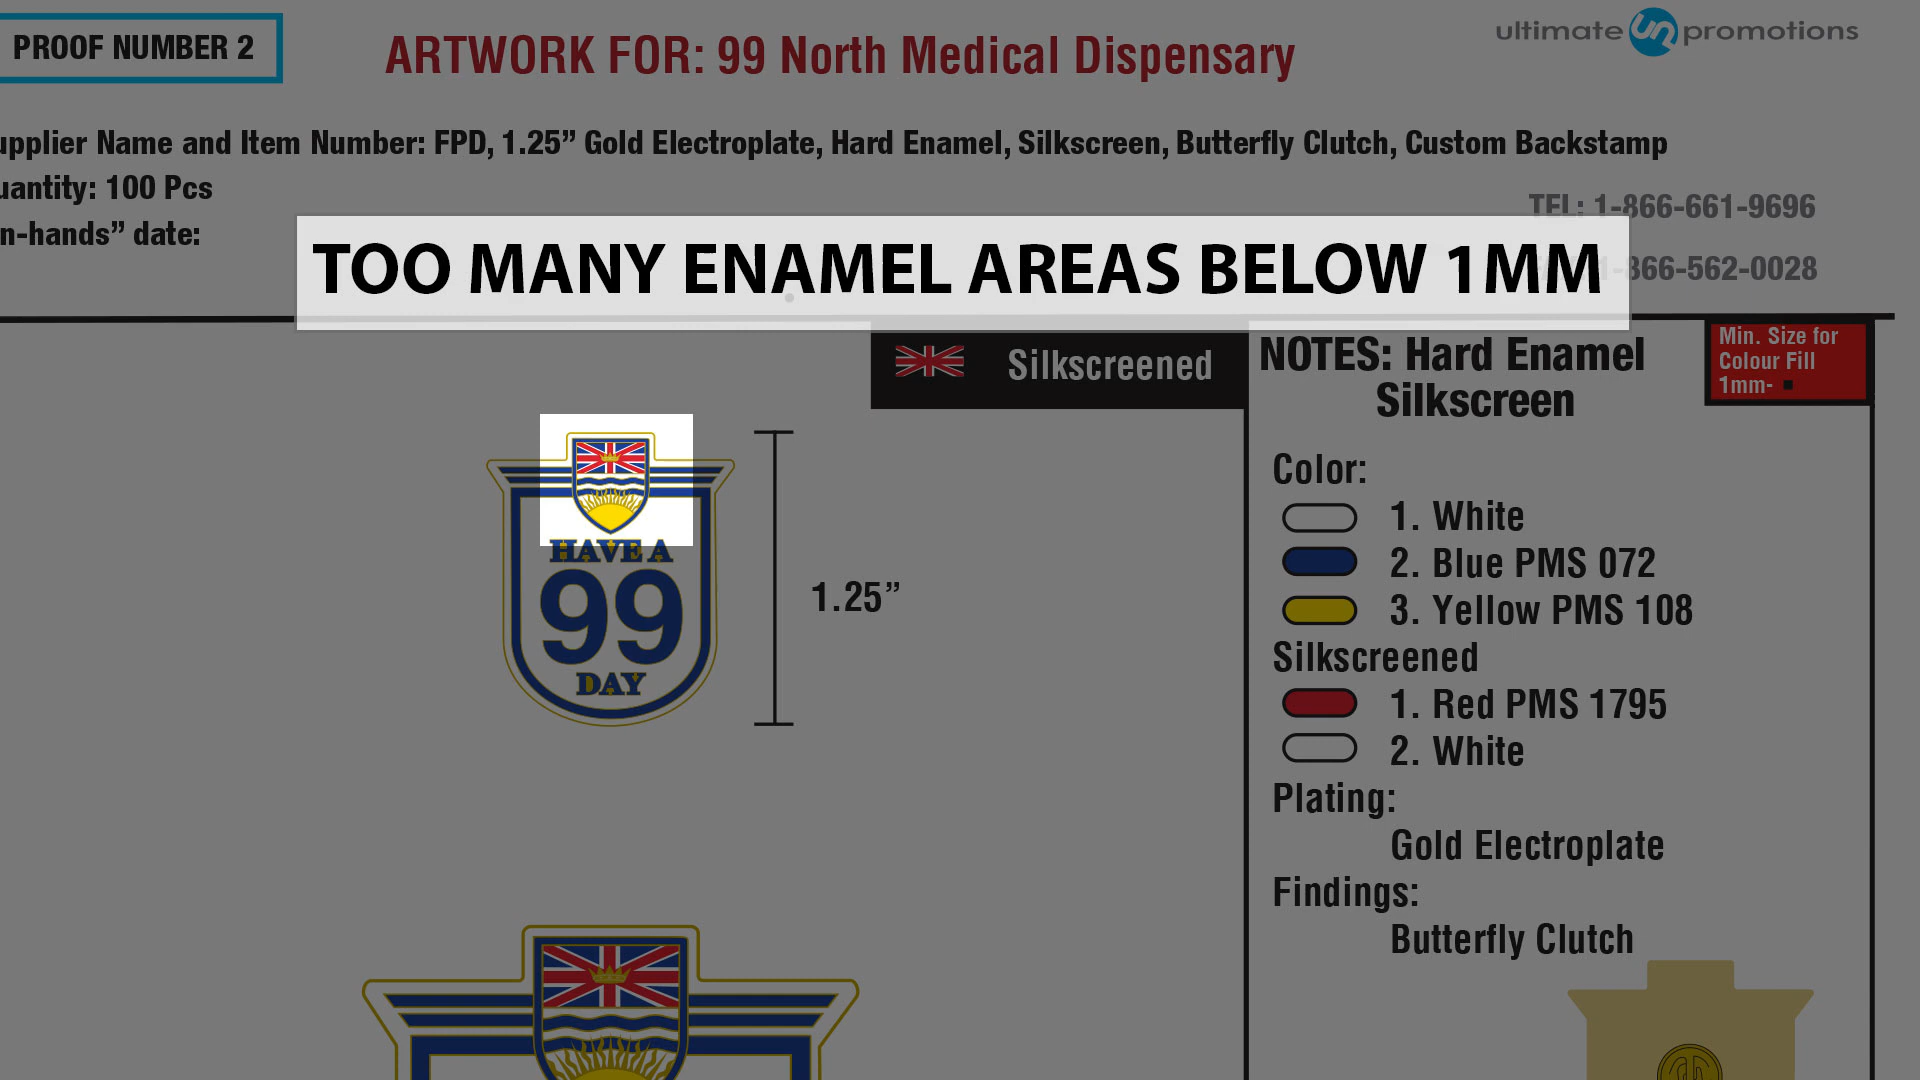 PROOF NUMBER 2
ARTWORK FOR: 99 North Medical Dispensary
ultimate un promotions
upplier Name and Item Number: FPD, 1.25” Gold Electroplate, Hard Enamel, Silkscreen, Butterfly Clutch, Custom Backstamp
uantity: 100 Pcs
n-hands” date:
TEL: 1-866-661-9696
1-866-562-0028
TOO MANY ENAMEL AREAS BELOW 1MM
Silkscreened
NOTES: Hard Enamel
Silkscreen
Min. Size for
Colour Fill
1mm-
HAVE A
99
DAY
1.25”
Color:
1. White
2. Blue PMS 072
3. Yellow PMS 108
Silkscreened
1. Red PMS 1795
2. White
Plating:
Gold Electroplate
Findings:
Butterfly Clutch